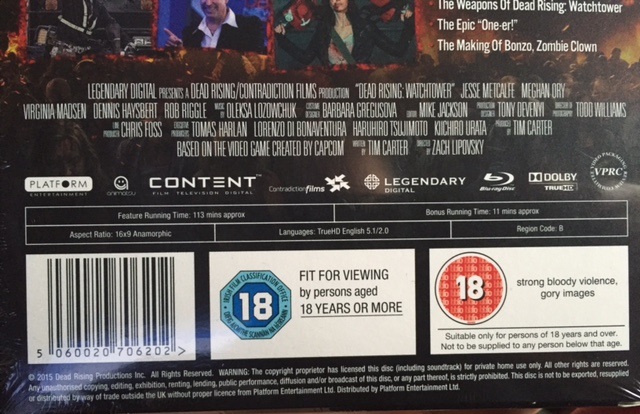 The Weapons Of Dead Rising: Watchtower
The Epic "One-er!"
The Making Of Bonzo, Zombie Clown
LEGENDARY DIGITAL PRESENTS A DEAD RISING/CONTRADICTION FILMS PRODUCTION "DEAD RISING: WATCHTOWER" JESSE METCALFE MEGHAN ORY
VIRGINIA MADSEN DENNIS HAYSBERT ROB RIGGLE MUSIC BY OLEKSA LOZOWCHUK COSTUME DESIGNER BARBARA GREGUSOVA EDITOR MIKE JACKSON PRODUCTION DESIGNER TONY DEVENYI DIRECTOR OF PHOTOGRAPHY TODD WILLIAMS
LINE PRODUCER CHRIS FOSS EXECUTIVE PRODUCERS TOMAS HARLAN LORENZO DI BONAVENTURA HARUHIRO TSUJIMOTO KIICHIRO URATA PRODUCED BY TIM CARTER
BASED ON THE VIDEO GAME CREATED BY CAPCOM WRITTEN BY TIM CARTER DIRECTED BY ZACH LIPOVSKY
PLATFORM
ENTERTAINMENT
animatsu
CONTENT
FILM TELEVISION DIGITAL
Contradictionfilms
LEGENDARY
DIGITAL
Blu-ray Disc
DOLBY
TRUEHD
VPRC
Feature Running Time: 113 mins approx
Bonus Running Time: 11 mins approx
Aspect Ratio: 16x9 Anamorphic
Languages: TrueHD English 5.1/2.0
Region Code: B
5 060020 706202 >
IRISH FILM CLASSIFICATION OFFICE
18
FIT FOR VIEWING
by persons aged
18 YEARS OR MORE
18
strong bloody violence,
gory images
Suitable only for persons of 18 years and over.
Not to be supplied to any person below that age.
© 2015 Dead Rising Productions Inc. All Rights Reserved. WARNING: The copyright proprietor has licensed this disc (including soundtrack) for private home use only. All other rights are reserved.
Any unauthorised copying, editing, exhibition, renting, lending, public performance, diffusion and/or broadcast of this disc, or any part thereof, is strictly prohibited. This disc is not to be exported, resupplied
or distributed by way of trade outside the UK without proper licence from Platform Entertainment Ltd. Distributed by Platform Entertainment Ltd.